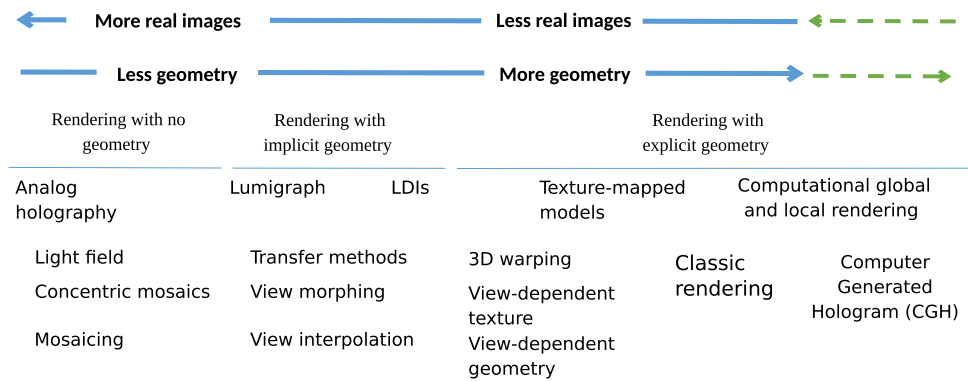 More real images
Less real images
Less geometry
More geometry
Rendering with no
geometry
Rendering with
implicit geometry
Rendering with
explicit geometry
Analog
holography
Light field
Concentric mosaics
Mosaicing
Lumigraph
LDIs
Transfer methods
View morphing
View interpolation
Texture-mapped
models
3D warping
View-dependent
texture
View-dependent
geometry
Computational global
and local rendering
Classic
rendering
Computer
Generated
Hologram (CGH)